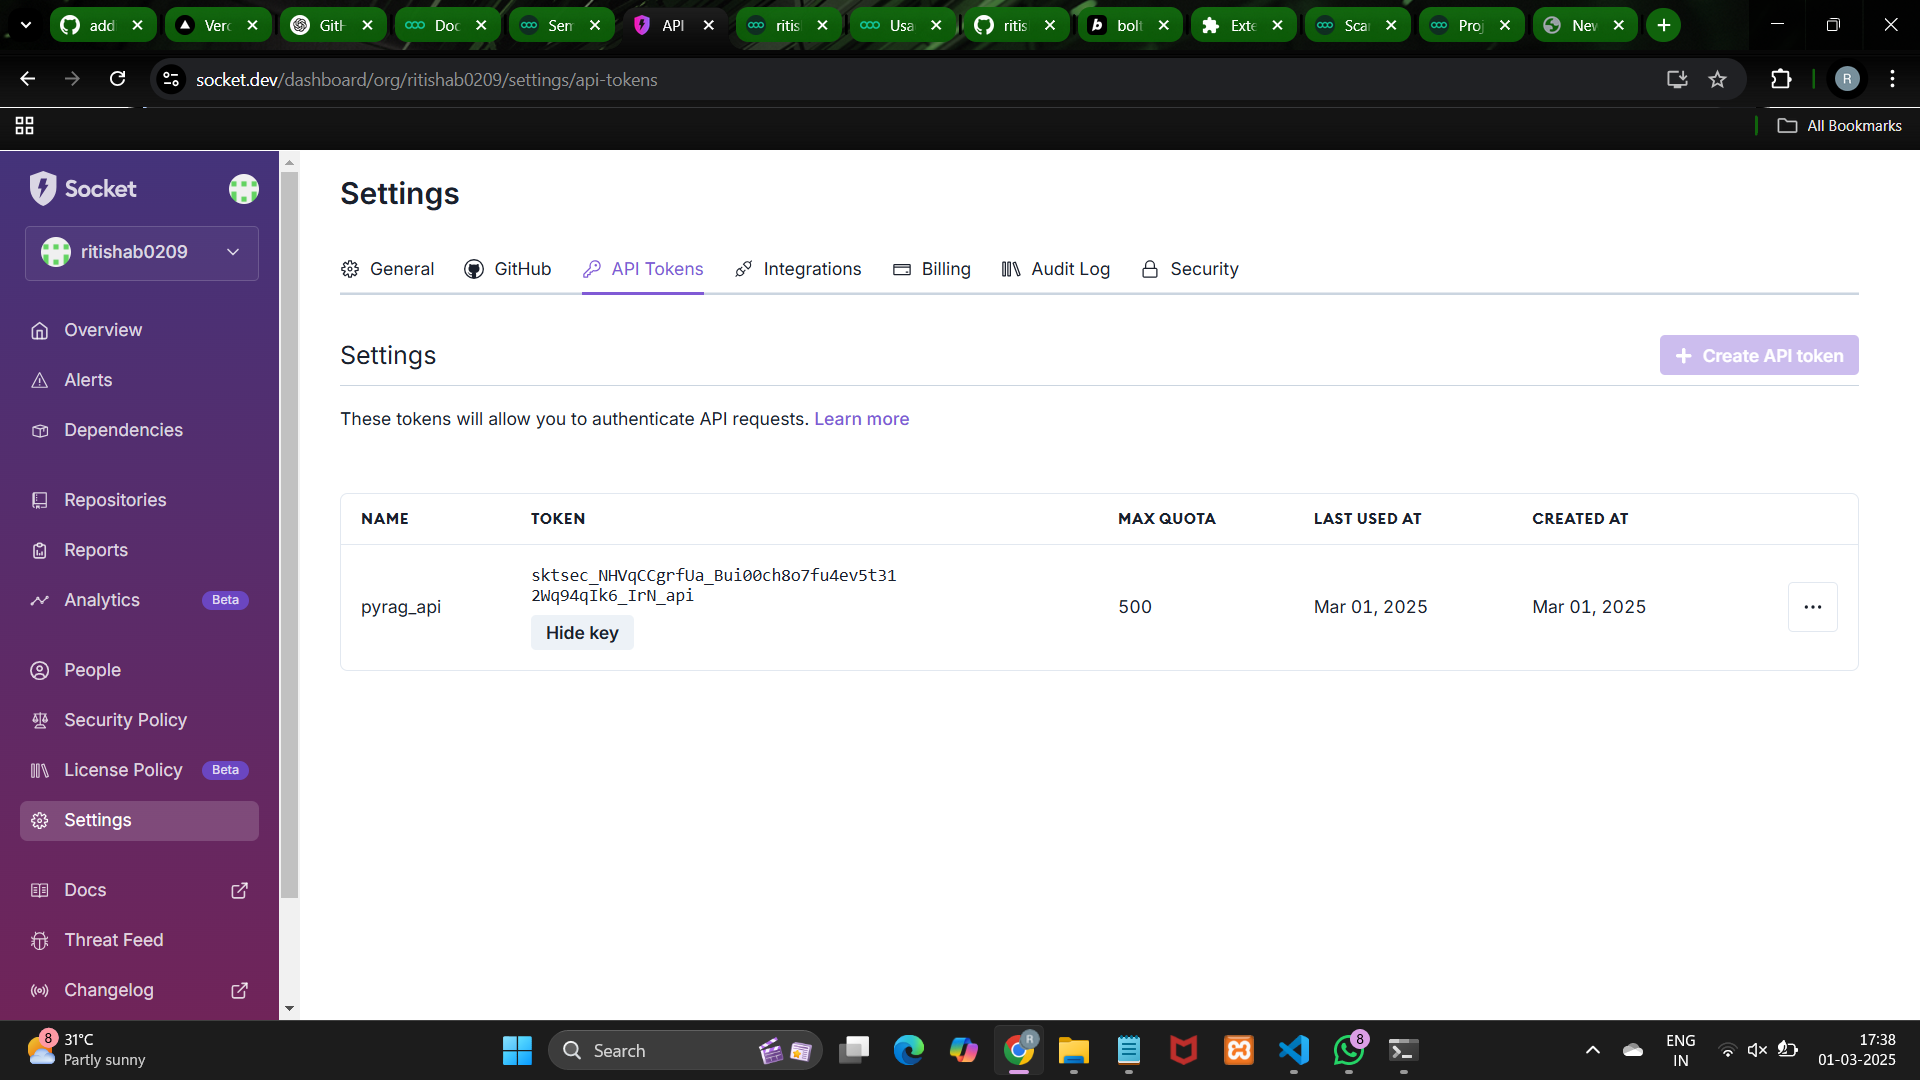 add
Verc
GitH
Doc
Sem
API
ritis
Usa
ritis
bolt
Exte
Sca
Proj
New
socket.dev/dashboard/org/ritishab0209/settings/api-tokens
R
All Bookmarks
Socket
ritishab0209
Overview
Alerts
Dependencies
Repositories
Reports
Analytics Beta
People
Security Policy
License Policy Beta
Settings
Docs
Threat Feed
Changelog
Settings
General GitHub API Tokens Integrations Billing Audit Log Security
Settings
Create API token
These tokens will allow you to authenticate API requests. Learn more
NAME TOKEN MAX QUOTA LAST USED AT CREATED AT
pyrag_api
sktsec_NHVqCCgrfUa_Bui00ch8o7fu4ev5t31
2Wq94qIk6_IrN_api
Hide key
500
Mar 01, 2025
Mar 01, 2025
8
31°C
Partly sunny
Search
R
8
ENG
IN
17:38
01-03-2025